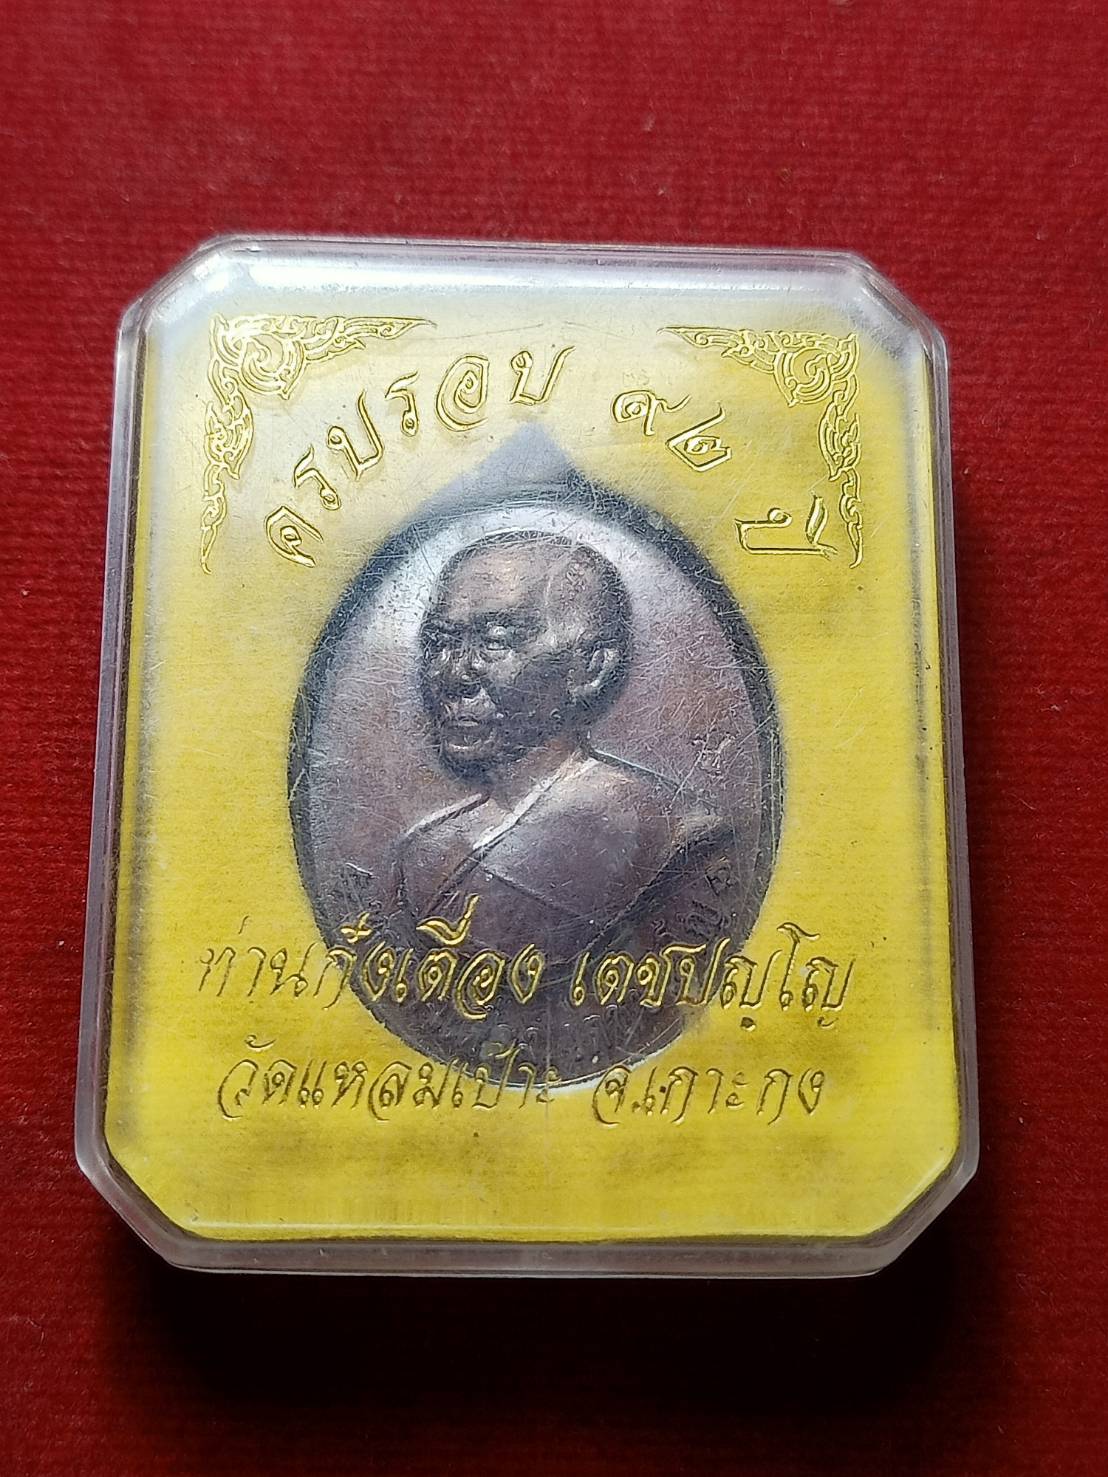 ครบรอบ ๙๒ ปี
ท่านกั๋งเตื่อง เตชปญฺโญ
วัดแหลมเป๊าะ จ.เกาะกง